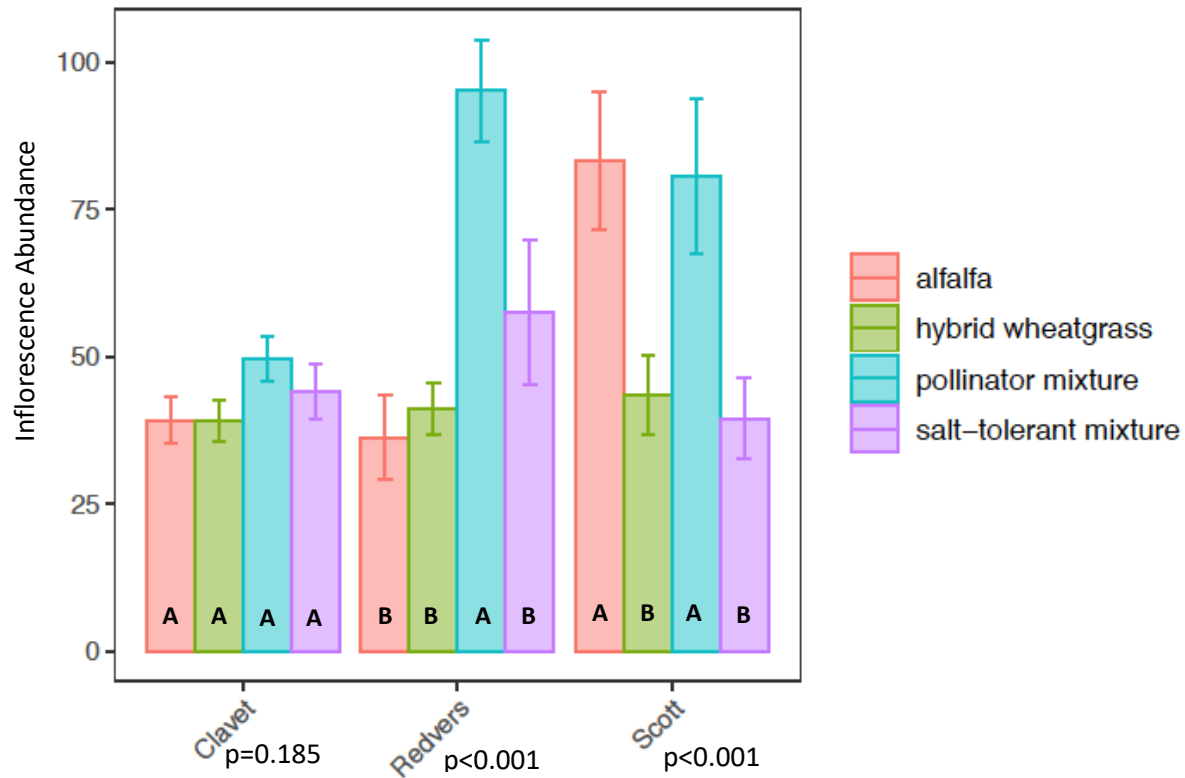 Inflorescence Abundance
100
75
50
25
0
A A A A B B A B A B A B
Clavet
Redvers
Scott
p=0.185
p<0.001
p<0.001
alfalfa
hybrid wheatgrass
pollinator mixture
salt−tolerant mixture